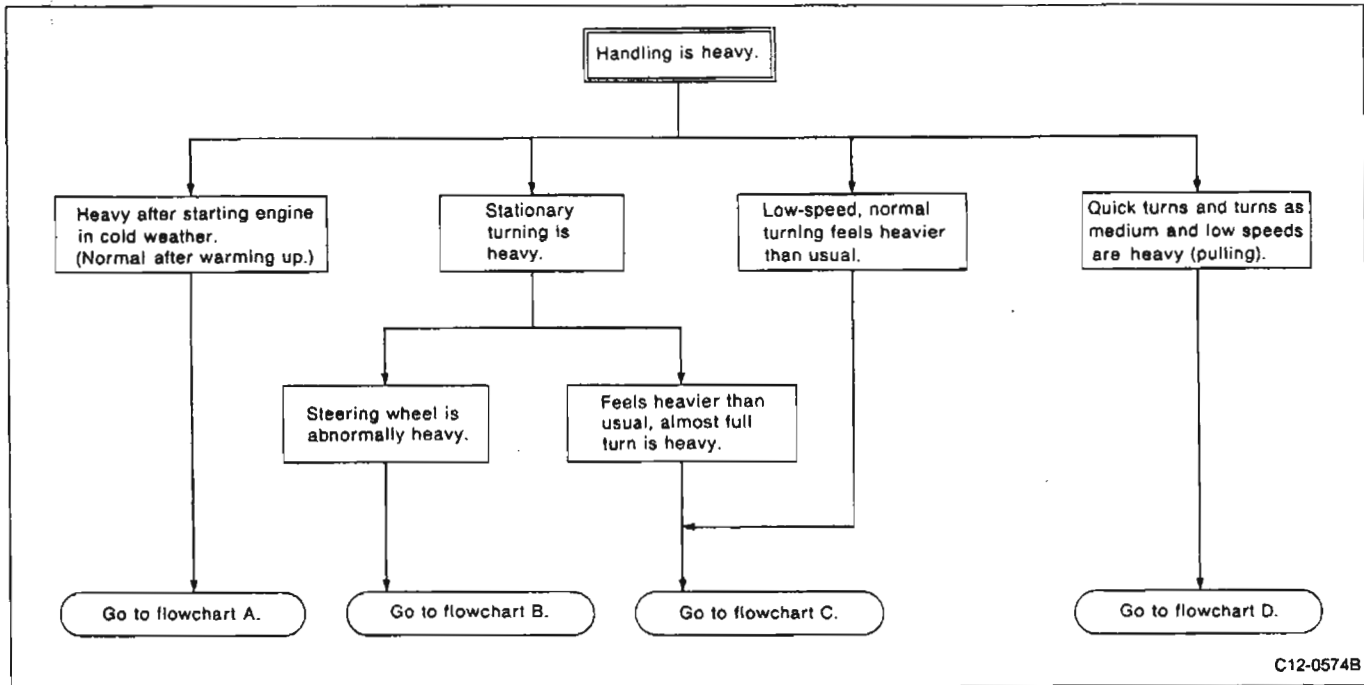 Handling is heavy.
Heavy after starting engine
in cold weather.
(Normal after warming up.)
Stationary
turning is
heavy.
Low-speed, normal
turning feels heavier
than usual.
Quick turns and turns as
medium and low speeds
are heavy (pulling).
Steering wheel is
abnormally heavy.
Feels heavier than
usual, almost full
turn is heavy.
Go to flowchart A.
Go to flowchart B.
Go to flowchart C.
Go to flowchart D.
C12-0574B